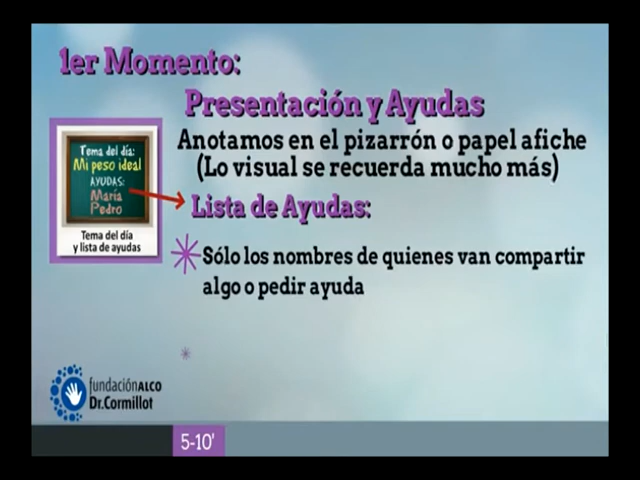 1er Momento:
Presentación y Ayudas
Anotamos en el pizarrón o papel afiche
(Lo visual se recuerda mucho más)
Tema del día:
Mi peso ideal
AYUDAS:
María
Pedro
Tema del día
y lista de ayudas
Lista de Ayudas:
Sólo los nombres de quienes van compartir
algo o pedir ayuda
fundaciónALCO
Dr.Cormillot
5-10'